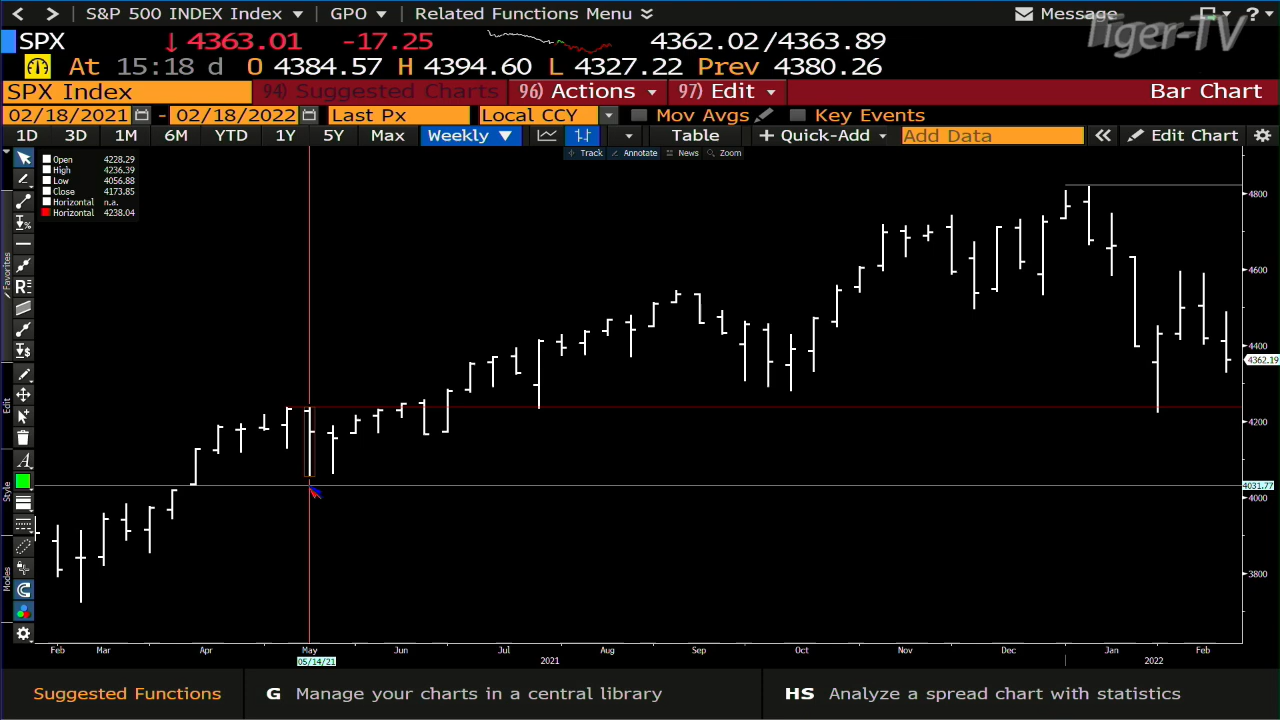 S&P 500 INDEX Index GPO Related Functions Menu Message ?
Tiger-TV
SPX ↓ 4363.01 -17.25 4362.02/4363.89
At 15:18 d O 4384.57 H 4394.60 L 4327.22 Prev 4380.26
SPX Index 94) Suggested Charts 96) Actions 97) Edit Bar Chart
02/18/2021 - 02/18/2022 Last Px Local CCY Mov Avgs Key Events
1D 3D 1M 6M YTD 1Y 5Y Max Weekly ▼ Table + Quick-Add Add Data « Edit Chart
Track Annotate News Zoom
Open 4228.29
High 4236.39
Low 4056.88
Close 4173.85
Horizontal n.a.
Horizontal 4238.04
Favorites
Edit
Style
Modes
4800
4600
4400
4362.19
4200
4031.77
4000
3800
Feb Mar Apr May Jun Jul Aug Sep Oct Nov Dec Jan Feb
05/14/21 2021 2022
Suggested Functions G Manage your charts in a central library HS Analyze a spread chart with statistics